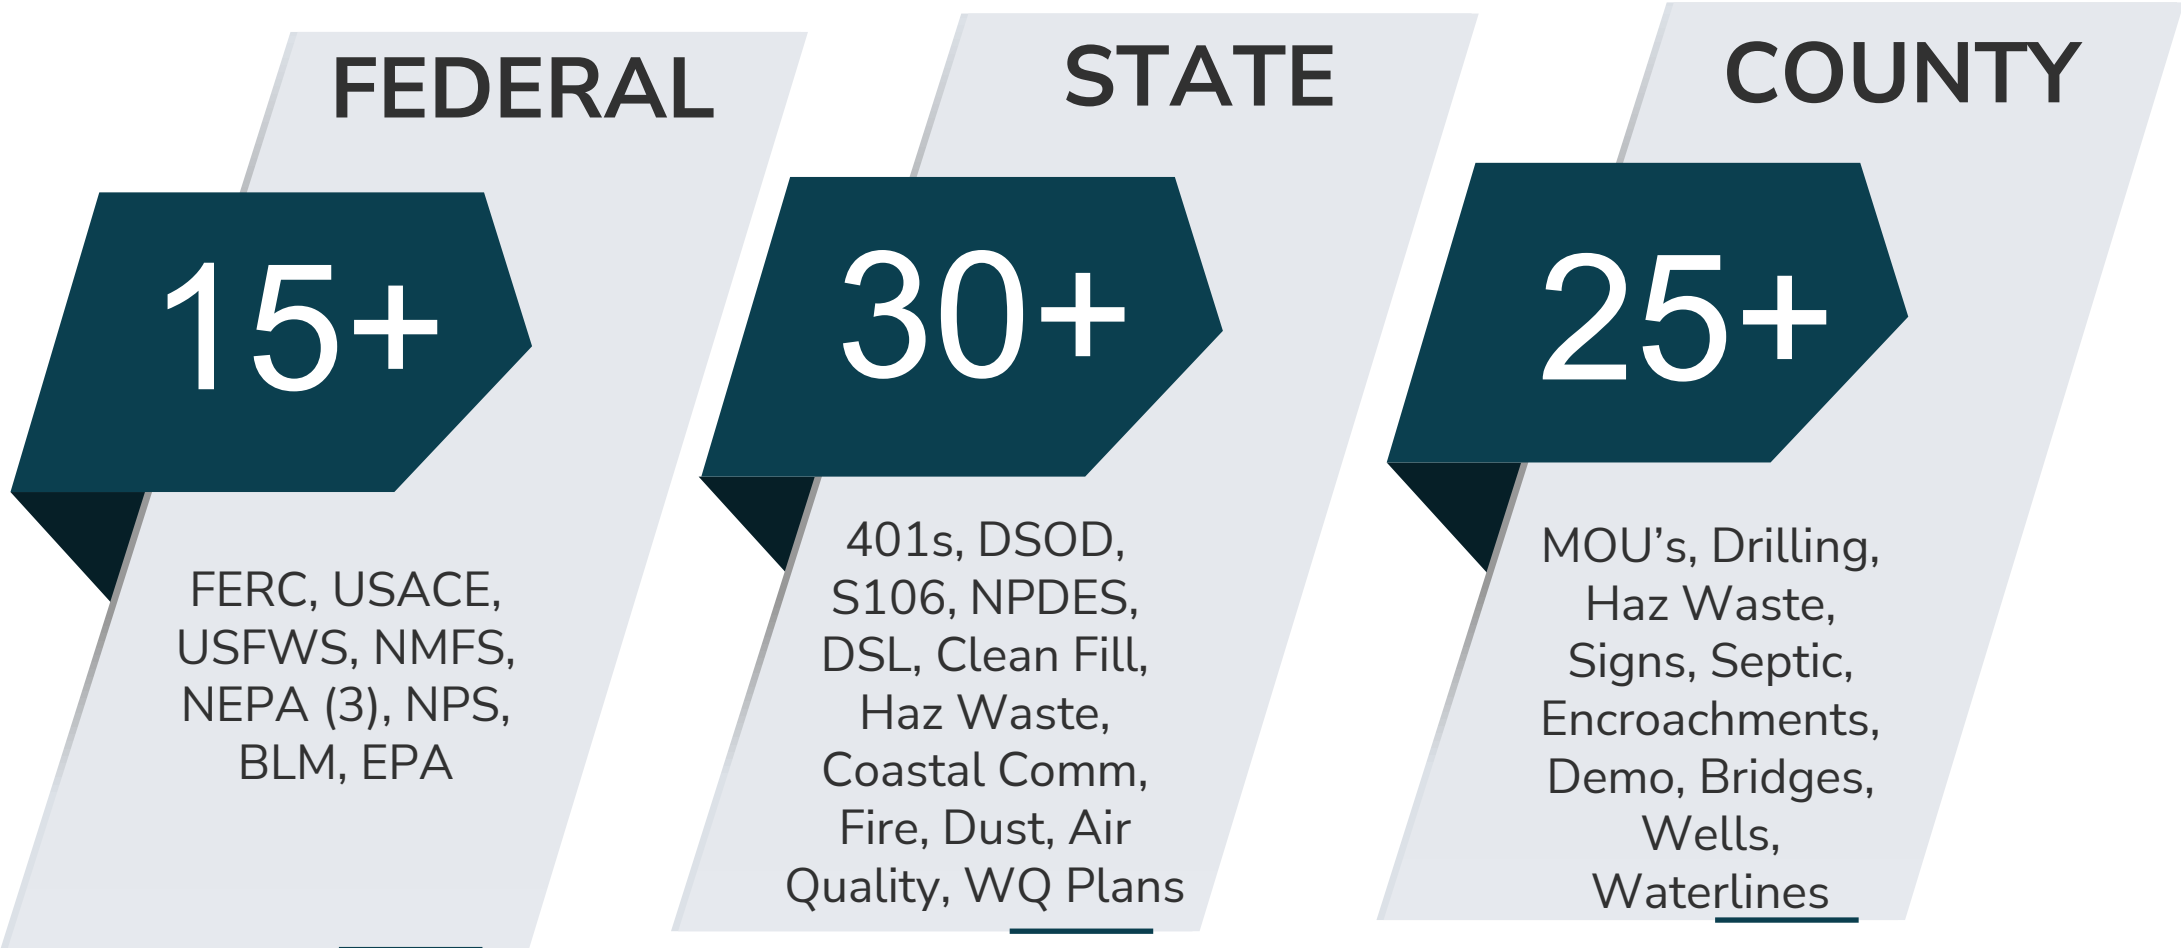 FEDERAL
15+
FERC, USACE,
USFWS, NMFS,
NEPA (3), NPS,
BLM, EPA
STATE
30+
401s, DSOD,
S106, NPDES,
DSL, Clean Fill,
Haz Waste,
Coastal Comm,
Fire, Dust, Air
Quality, WQ Plans
COUNTY
25+
MOU’s, Drilling,
Haz Waste,
Signs, Septic,
Encroachments,
Demo, Bridges,
Wells,
Waterlines